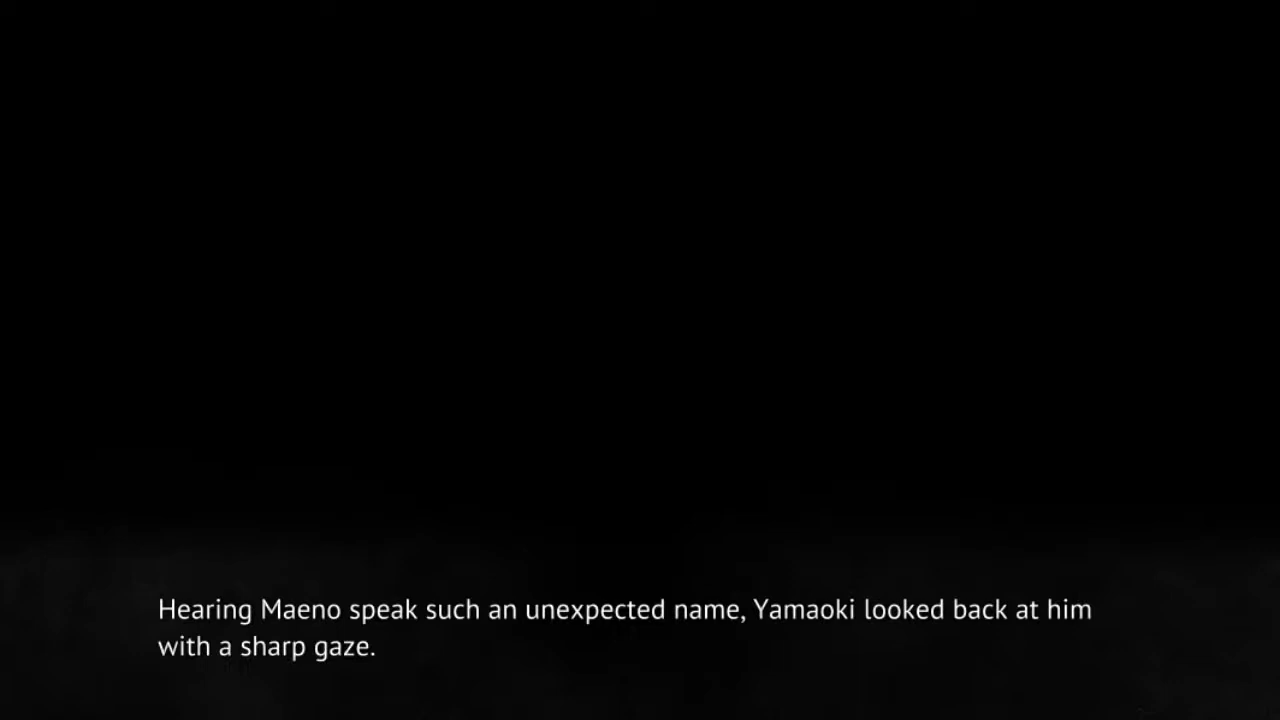 Hearing Maeno speak such an unexpected name, Yamaoki looked back at him
with a sharp gaze.